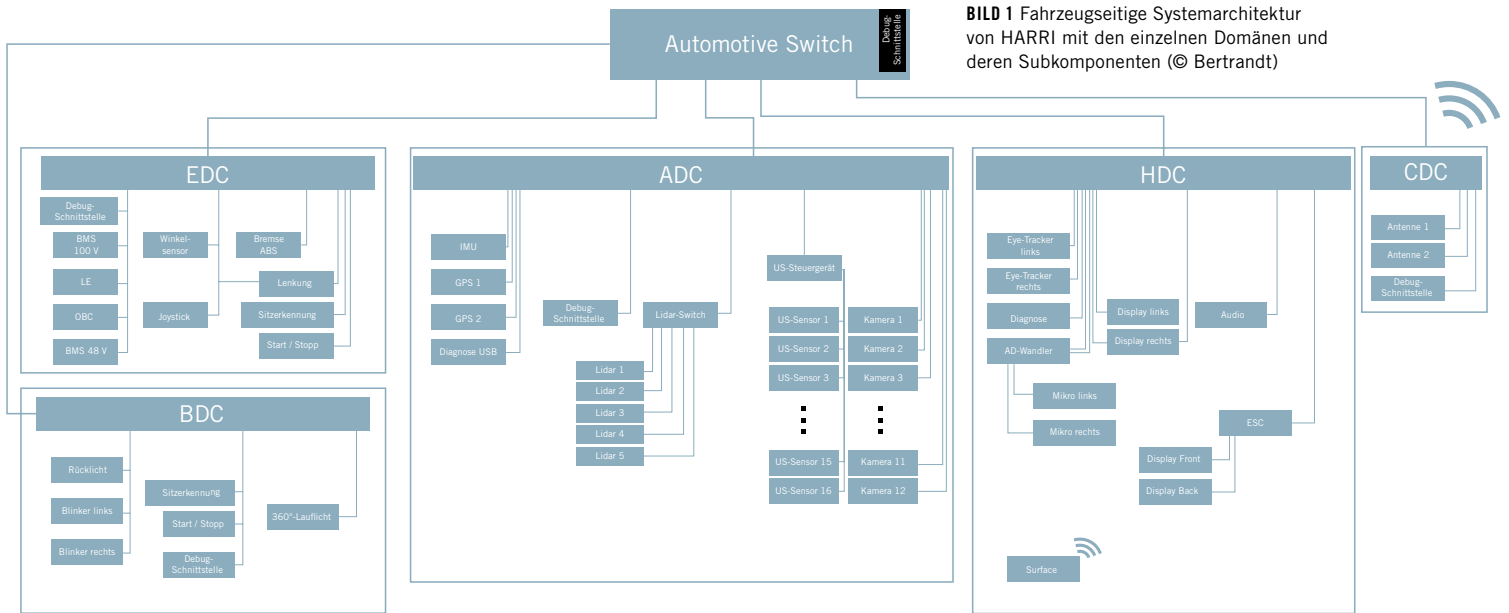 BILD 1 Fahrzeugseitige Systemarchitektur
von HARRI mit den einzelnen Domänen und
deren Subkomponenten (© Bertrandt)
Automotive Switch
Debug-
Schnittstelle
EDC
Debug-
Schnittstelle
BMS
100 V
LE
OBC
BMS 48 V
Winkel-
sensor
Joystick
Bremse
ABS
Lenkung
Sitzerkennung
Start / Stopp
BDC
Rücklicht
Blinker links
Blinker rechts
Sitzerkennung
Start / Stopp
Debug-
Schnittstelle
360°-Lauflicht
ADC
IMU
GPS 1
GPS 2
Diagnose USB
Debug-
Schnittstelle
Lidar-Switch
Lidar 1
Lidar 2
Lidar 3
Lidar 4
Lidar 5
US-Steuergerät
US-Sensor 1
US-Sensor 2
US-Sensor 3
US-Sensor 15
US-Sensor 16
Kamera 1
Kamera 2
Kamera 3
Kamera 11
Kamera 12
HDC
Eye-Tracker
links
Eye-Tracker
rechts
Diagnose
AD-Wandler
Mikro links
Mikro rechts
Display links
Display rechts
Audio
ESC
Display Front
Display Back
Surface
CDC
Antenne 1
Antenne 2
Debug-
Schnittstelle